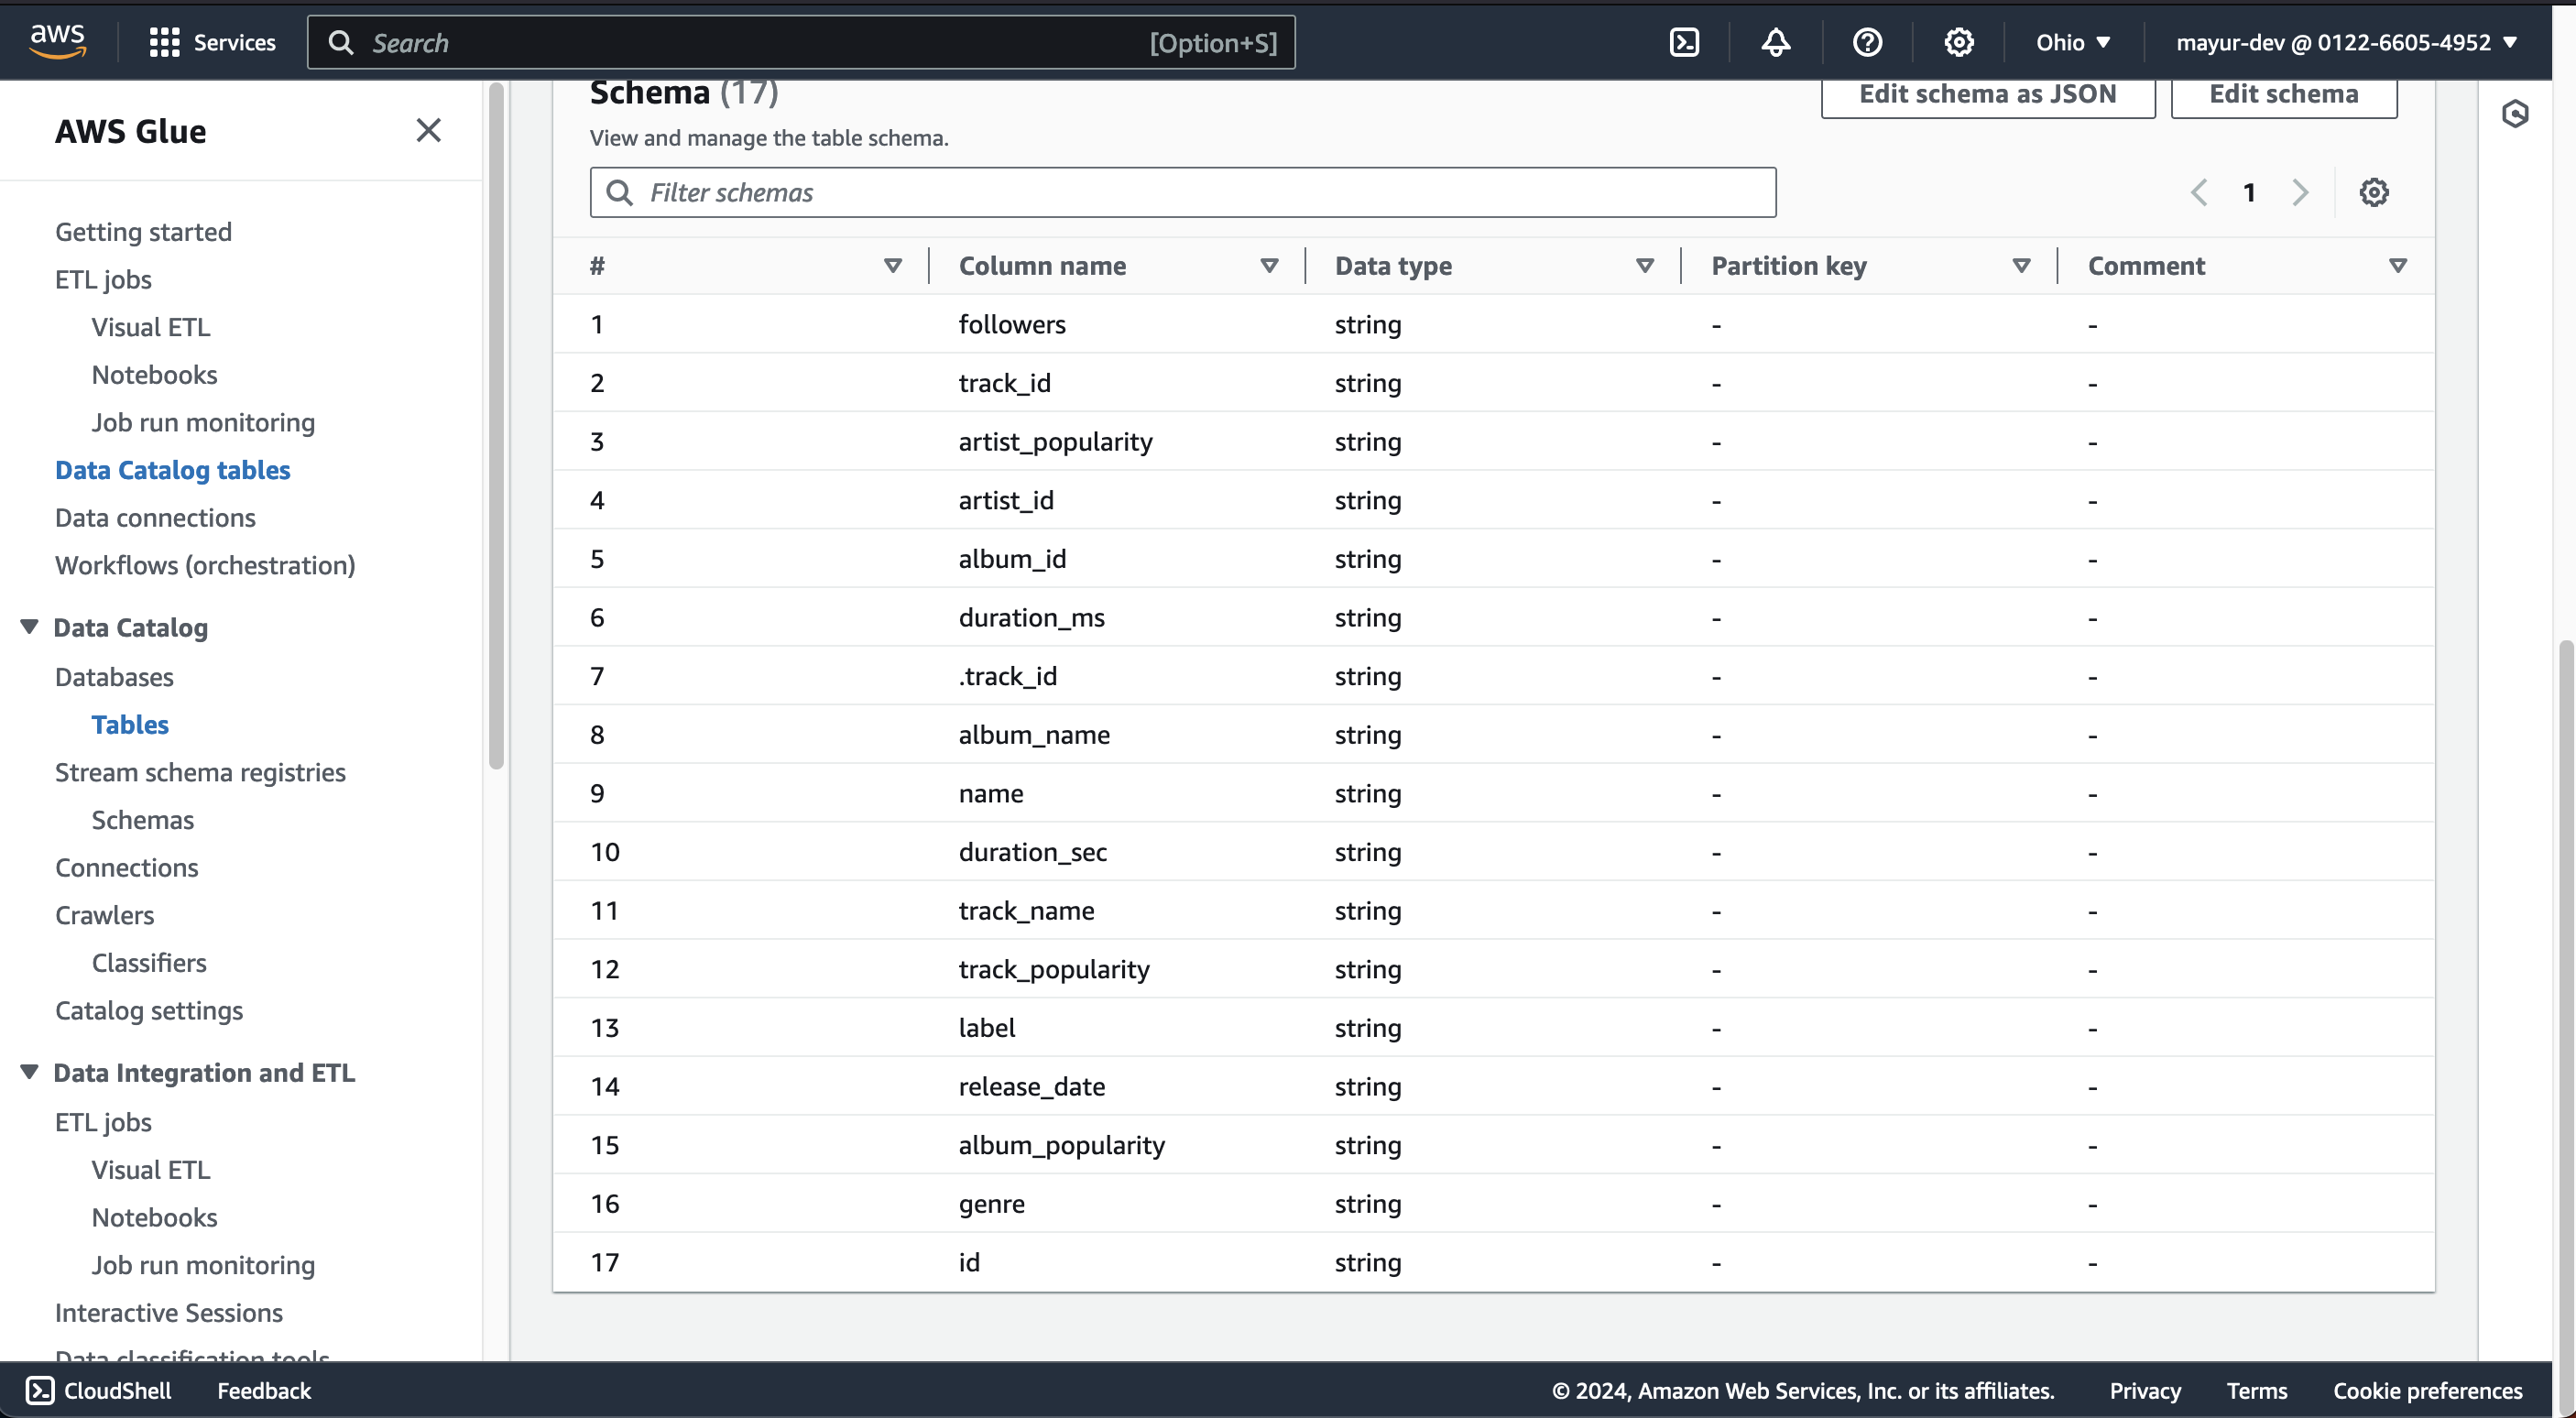 aws Services Search [Option+S] Ohio mayur-dev @ 0122-6605-4952
AWS Glue
Getting started
ETL jobs
Visual ETL
Notebooks
Job run monitoring
Data Catalog tables
Data connections
Workflows (orchestration)
Data Catalog
Databases
Tables
Stream schema registries
Schemas
Connections
Crawlers
Classifiers
Catalog settings
Data Integration and ETL
ETL jobs
Visual ETL
Notebooks
Job run monitoring
Interactive Sessions
Data classification tools
Schema (17) Edit schema as JSON Edit schema
View and manage the table schema.
Filter schemas 1
# Column name Data type Partition key Comment
1 followers string - -
2 track_id string - -
3 artist_popularity string - -
4 artist_id string - -
5 album_id string - -
6 duration_ms string - -
7 .track_id string - -
8 album_name string - -
9 name string - -
10 duration_sec string - -
11 track_name string - -
12 track_popularity string - -
13 label string - -
14 release_date string - -
15 album_popularity string - -
16 genre string - -
17 id string - -
CloudShell Feedback © 2024, Amazon Web Services, Inc. or its affiliates. Privacy Terms Cookie preferences